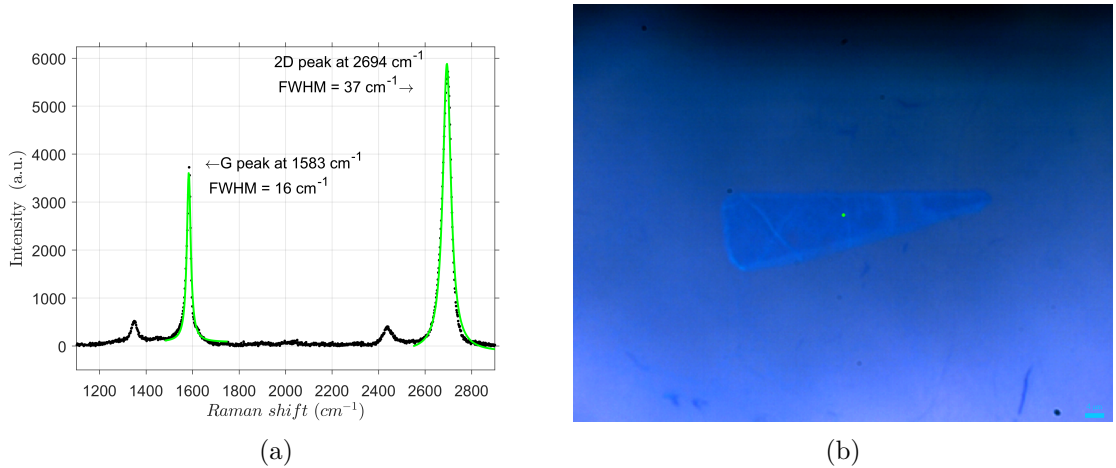 6000
5000
4000
3000
2000
1000
0
Intensity (a.u.)
2D peak at 2694 cm⁻¹
FWHM = 37 cm⁻¹→
←G peak at 1583 cm⁻¹
FWHM = 16 cm⁻¹
1200 1400 1600 1800 2000 2200 2400 2600 2800
Raman shift (cm⁻¹)
(a)
(b)